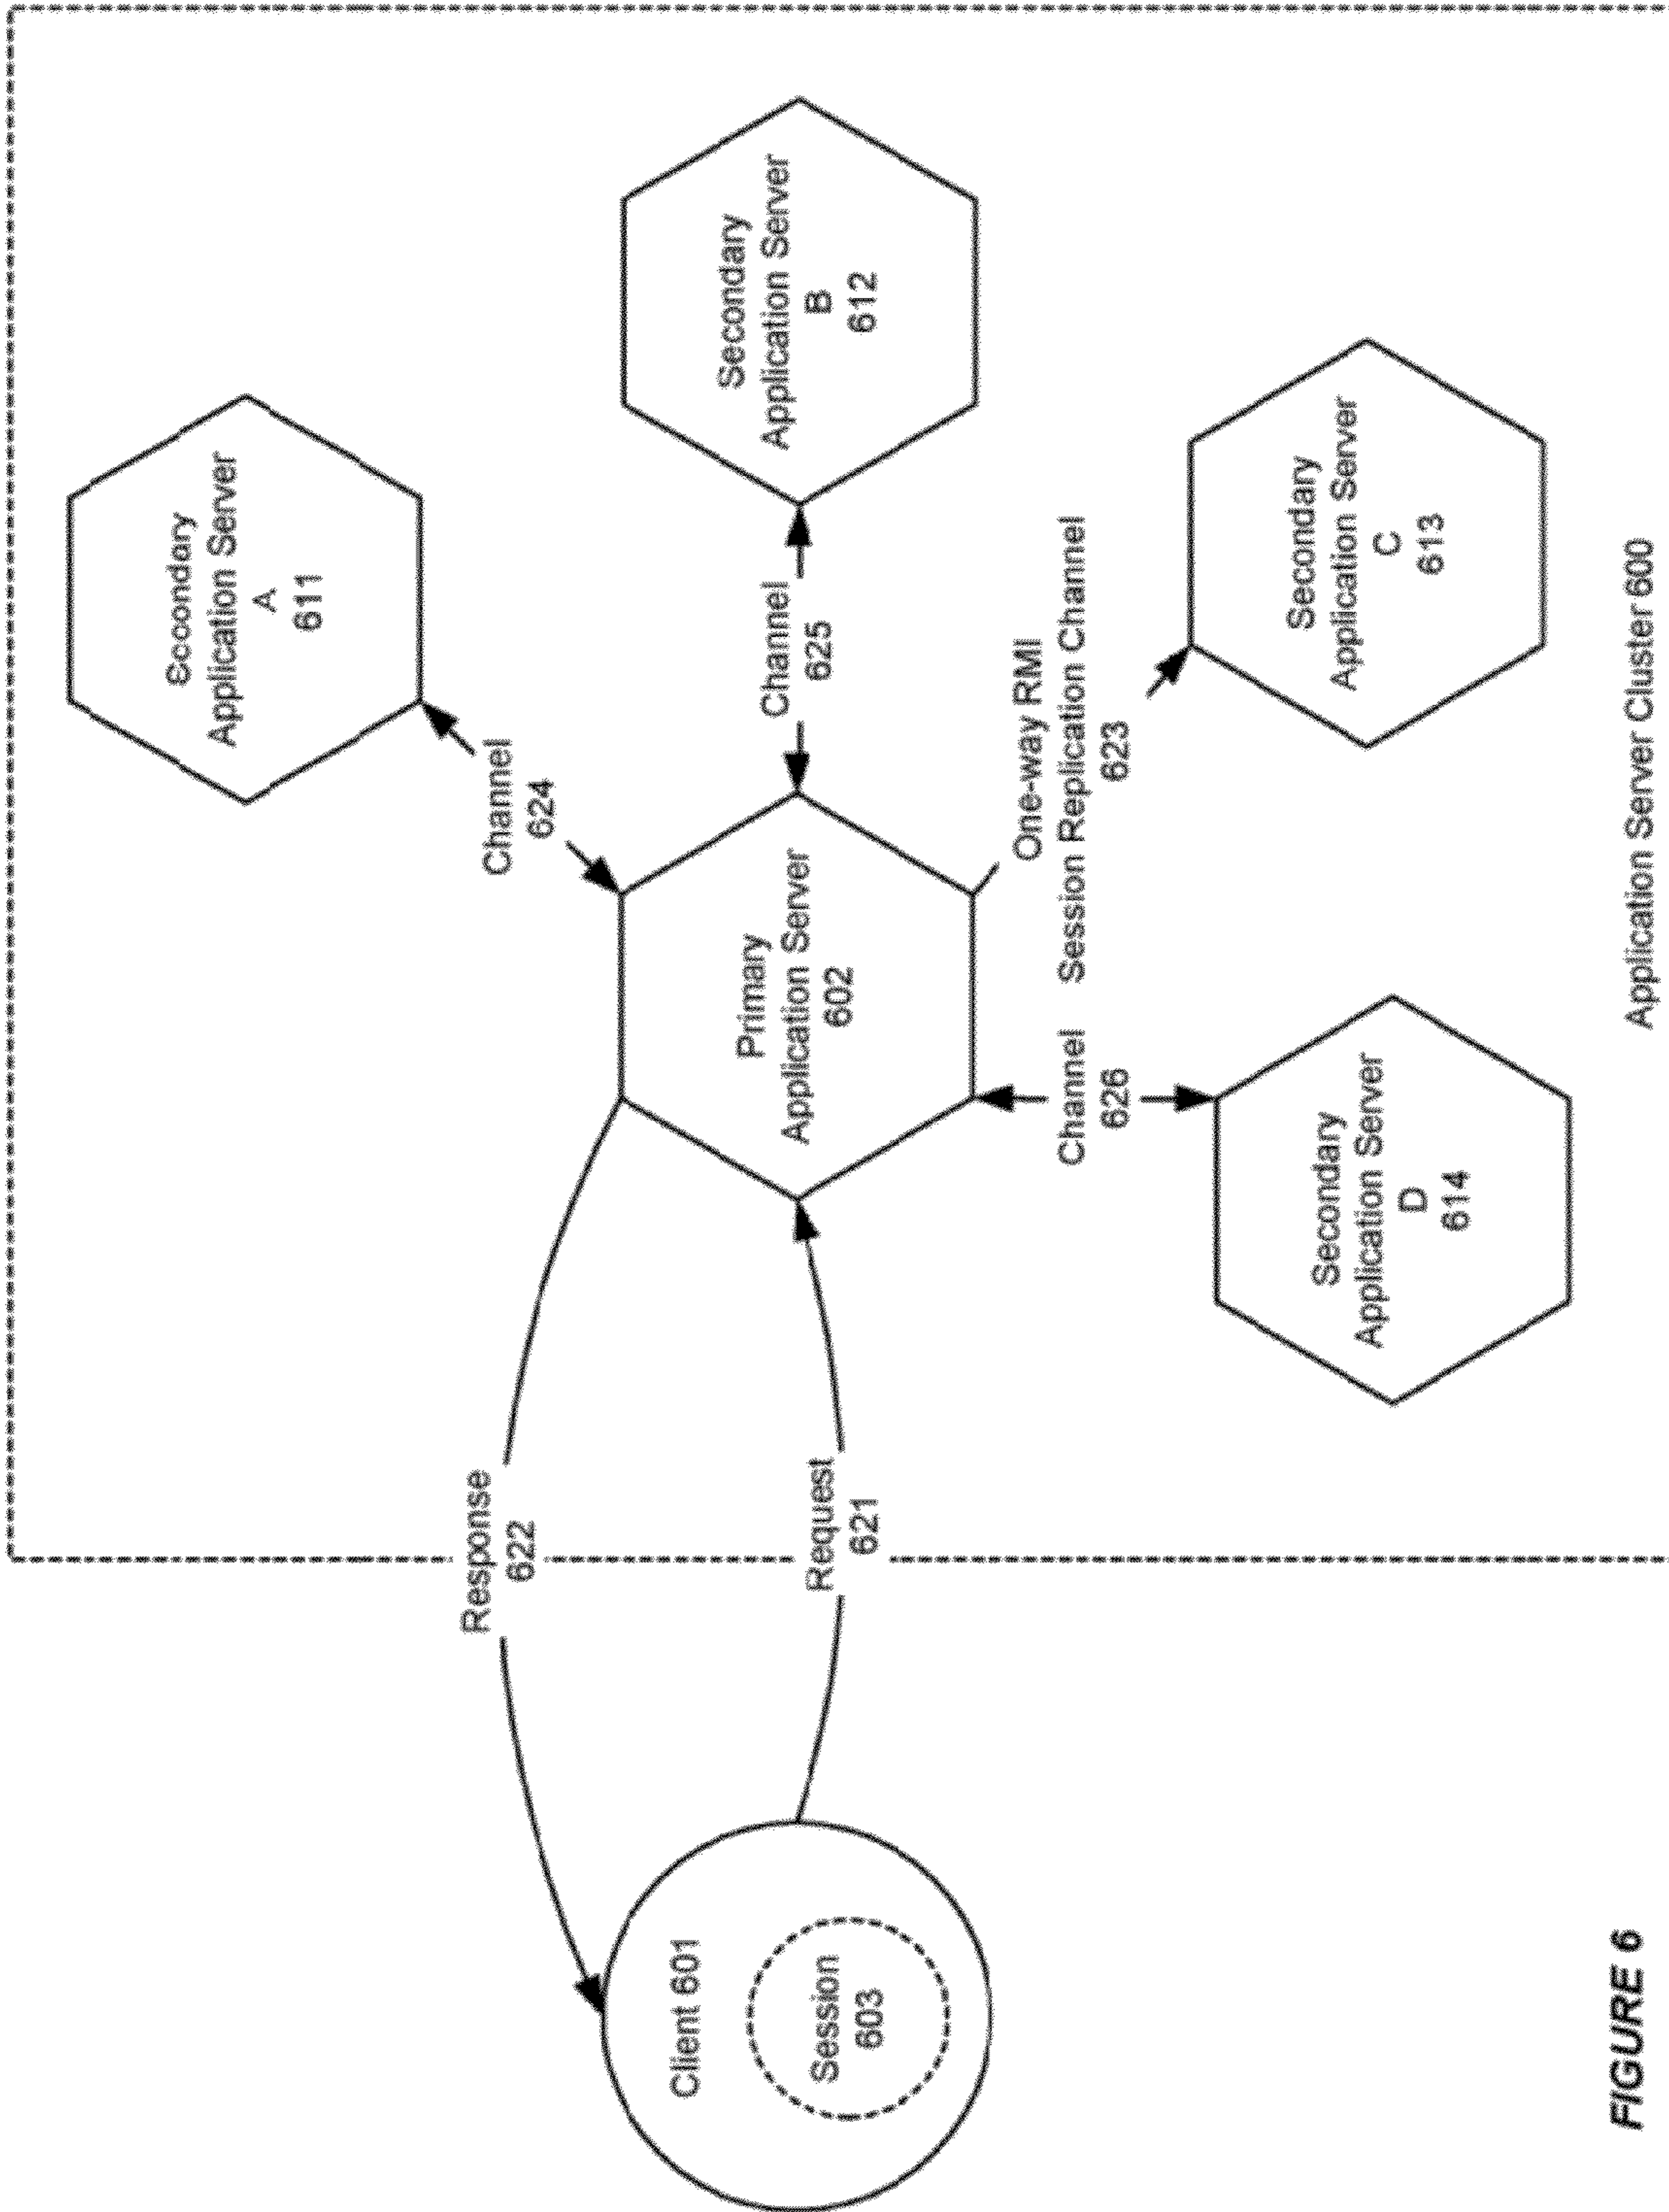 Secondary
Application Server
A
611
Channel
624
Response
622
Client 601
Session
603
Request
621
Primary
Application Server
602
Channel
625
Secondary
Application Server
B
612
One-way RMI
Session Replication Channel
623
Channel
626
Secondary
Application Server
C
613
Secondary
Application Server
D
614
Application Server Cluster 600
FIGURE 6